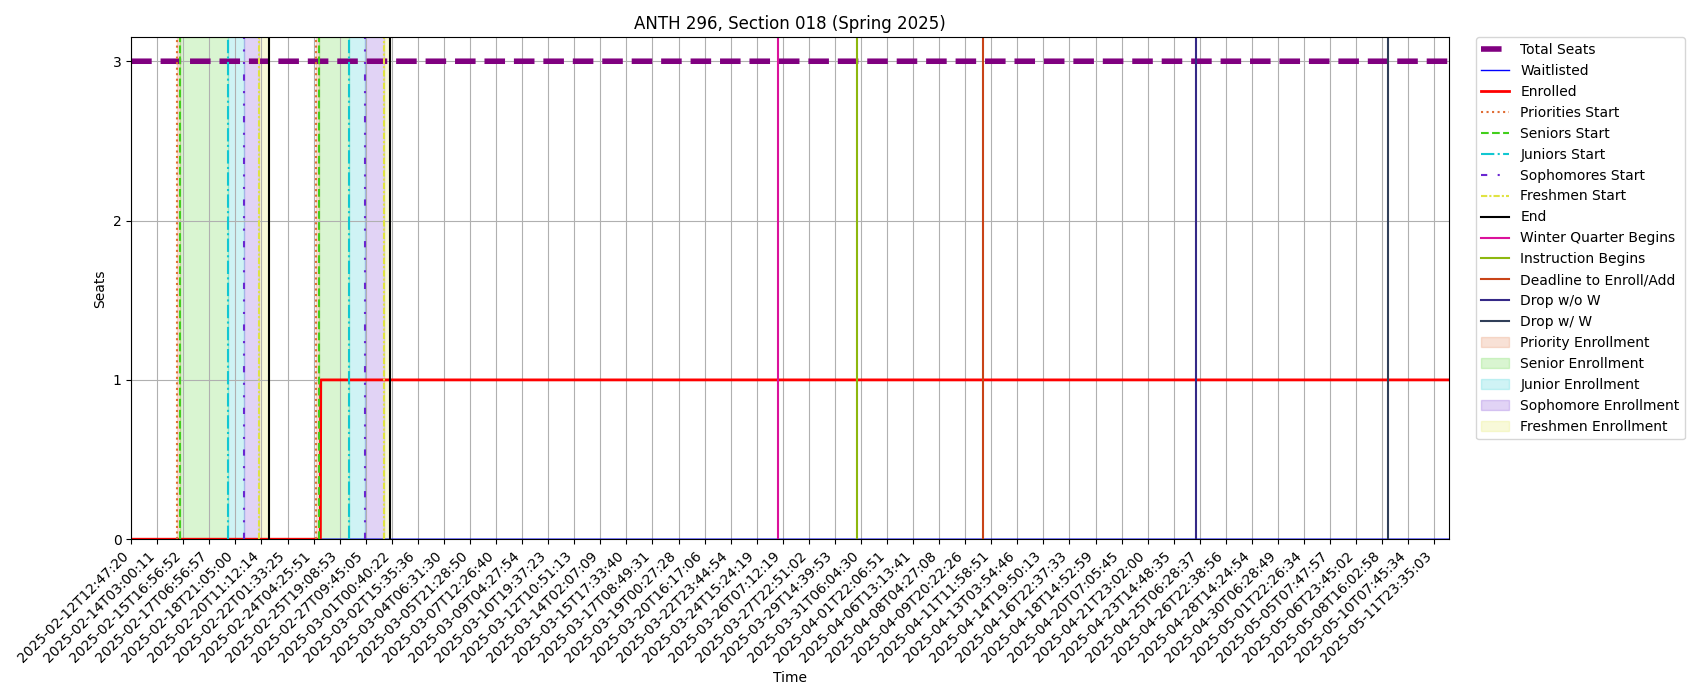 ANTH 296, Section 018 (Spring 2025)
Seats
3
2
1
0
2025-02-12T12:47:20
2025-02-14T03:00:11
2025-02-15T16:56:52
2025-02-17T06:56:57
2025-02-18T21:05:00
2025-02-20T11:12:14
2025-02-22T01:33:25
2025-02-24T04:25:51
2025-02-25T19:08:53
2025-02-27T09:45:05
2025-03-01T00:40:22
2025-03-02T15:35:36
2025-03-04T06:31:30
2025-03-05T21:28:50
2025-03-07T12:26:40
2025-03-09T04:27:54
2025-03-10T19:37:23
2025-03-12T10:51:13
2025-03-14T02:07:09
2025-03-15T17:33:40
2025-03-17T08:49:31
2025-03-19T00:27:28
2025-03-20T16:17:06
2025-03-22T23:44:54
2025-03-24T15:24:19
2025-03-26T07:12:19
2025-03-27T22:51:02
2025-03-29T14:39:53
2025-03-31T06:04:30
2025-04-01T22:06:51
2025-04-06T13:13:41
2025-04-08T04:27:08
2025-04-09T20:22:26
2025-04-11T11:58:51
2025-04-13T03:54:46
2025-04-14T19:50:13
2025-04-16T22:37:33
2025-04-18T14:52:59
2025-04-20T07:05:45
2025-04-21T23:02:00
2025-04-23T14:48:35
2025-04-25T06:28:37
2025-04-26T22:38:56
2025-04-28T14:24:54
2025-04-30T06:28:49
2025-05-01T22:26:34
2025-05-05T07:47:57
2025-05-06T23:45:02
2025-05-08T16:02:58
2025-05-10T07:45:34
2025-05-11T23:35:03
Time
Total Seats
Waitlisted
Enrolled
Priorities Start
Seniors Start
Juniors Start
Sophomores Start
Freshmen Start
End
Winter Quarter Begins
Instruction Begins
Deadline to Enroll/Add
Drop w/o W
Drop w/ W
Priority Enrollment
Senior Enrollment
Junior Enrollment
Sophomore Enrollment
Freshmen Enrollment